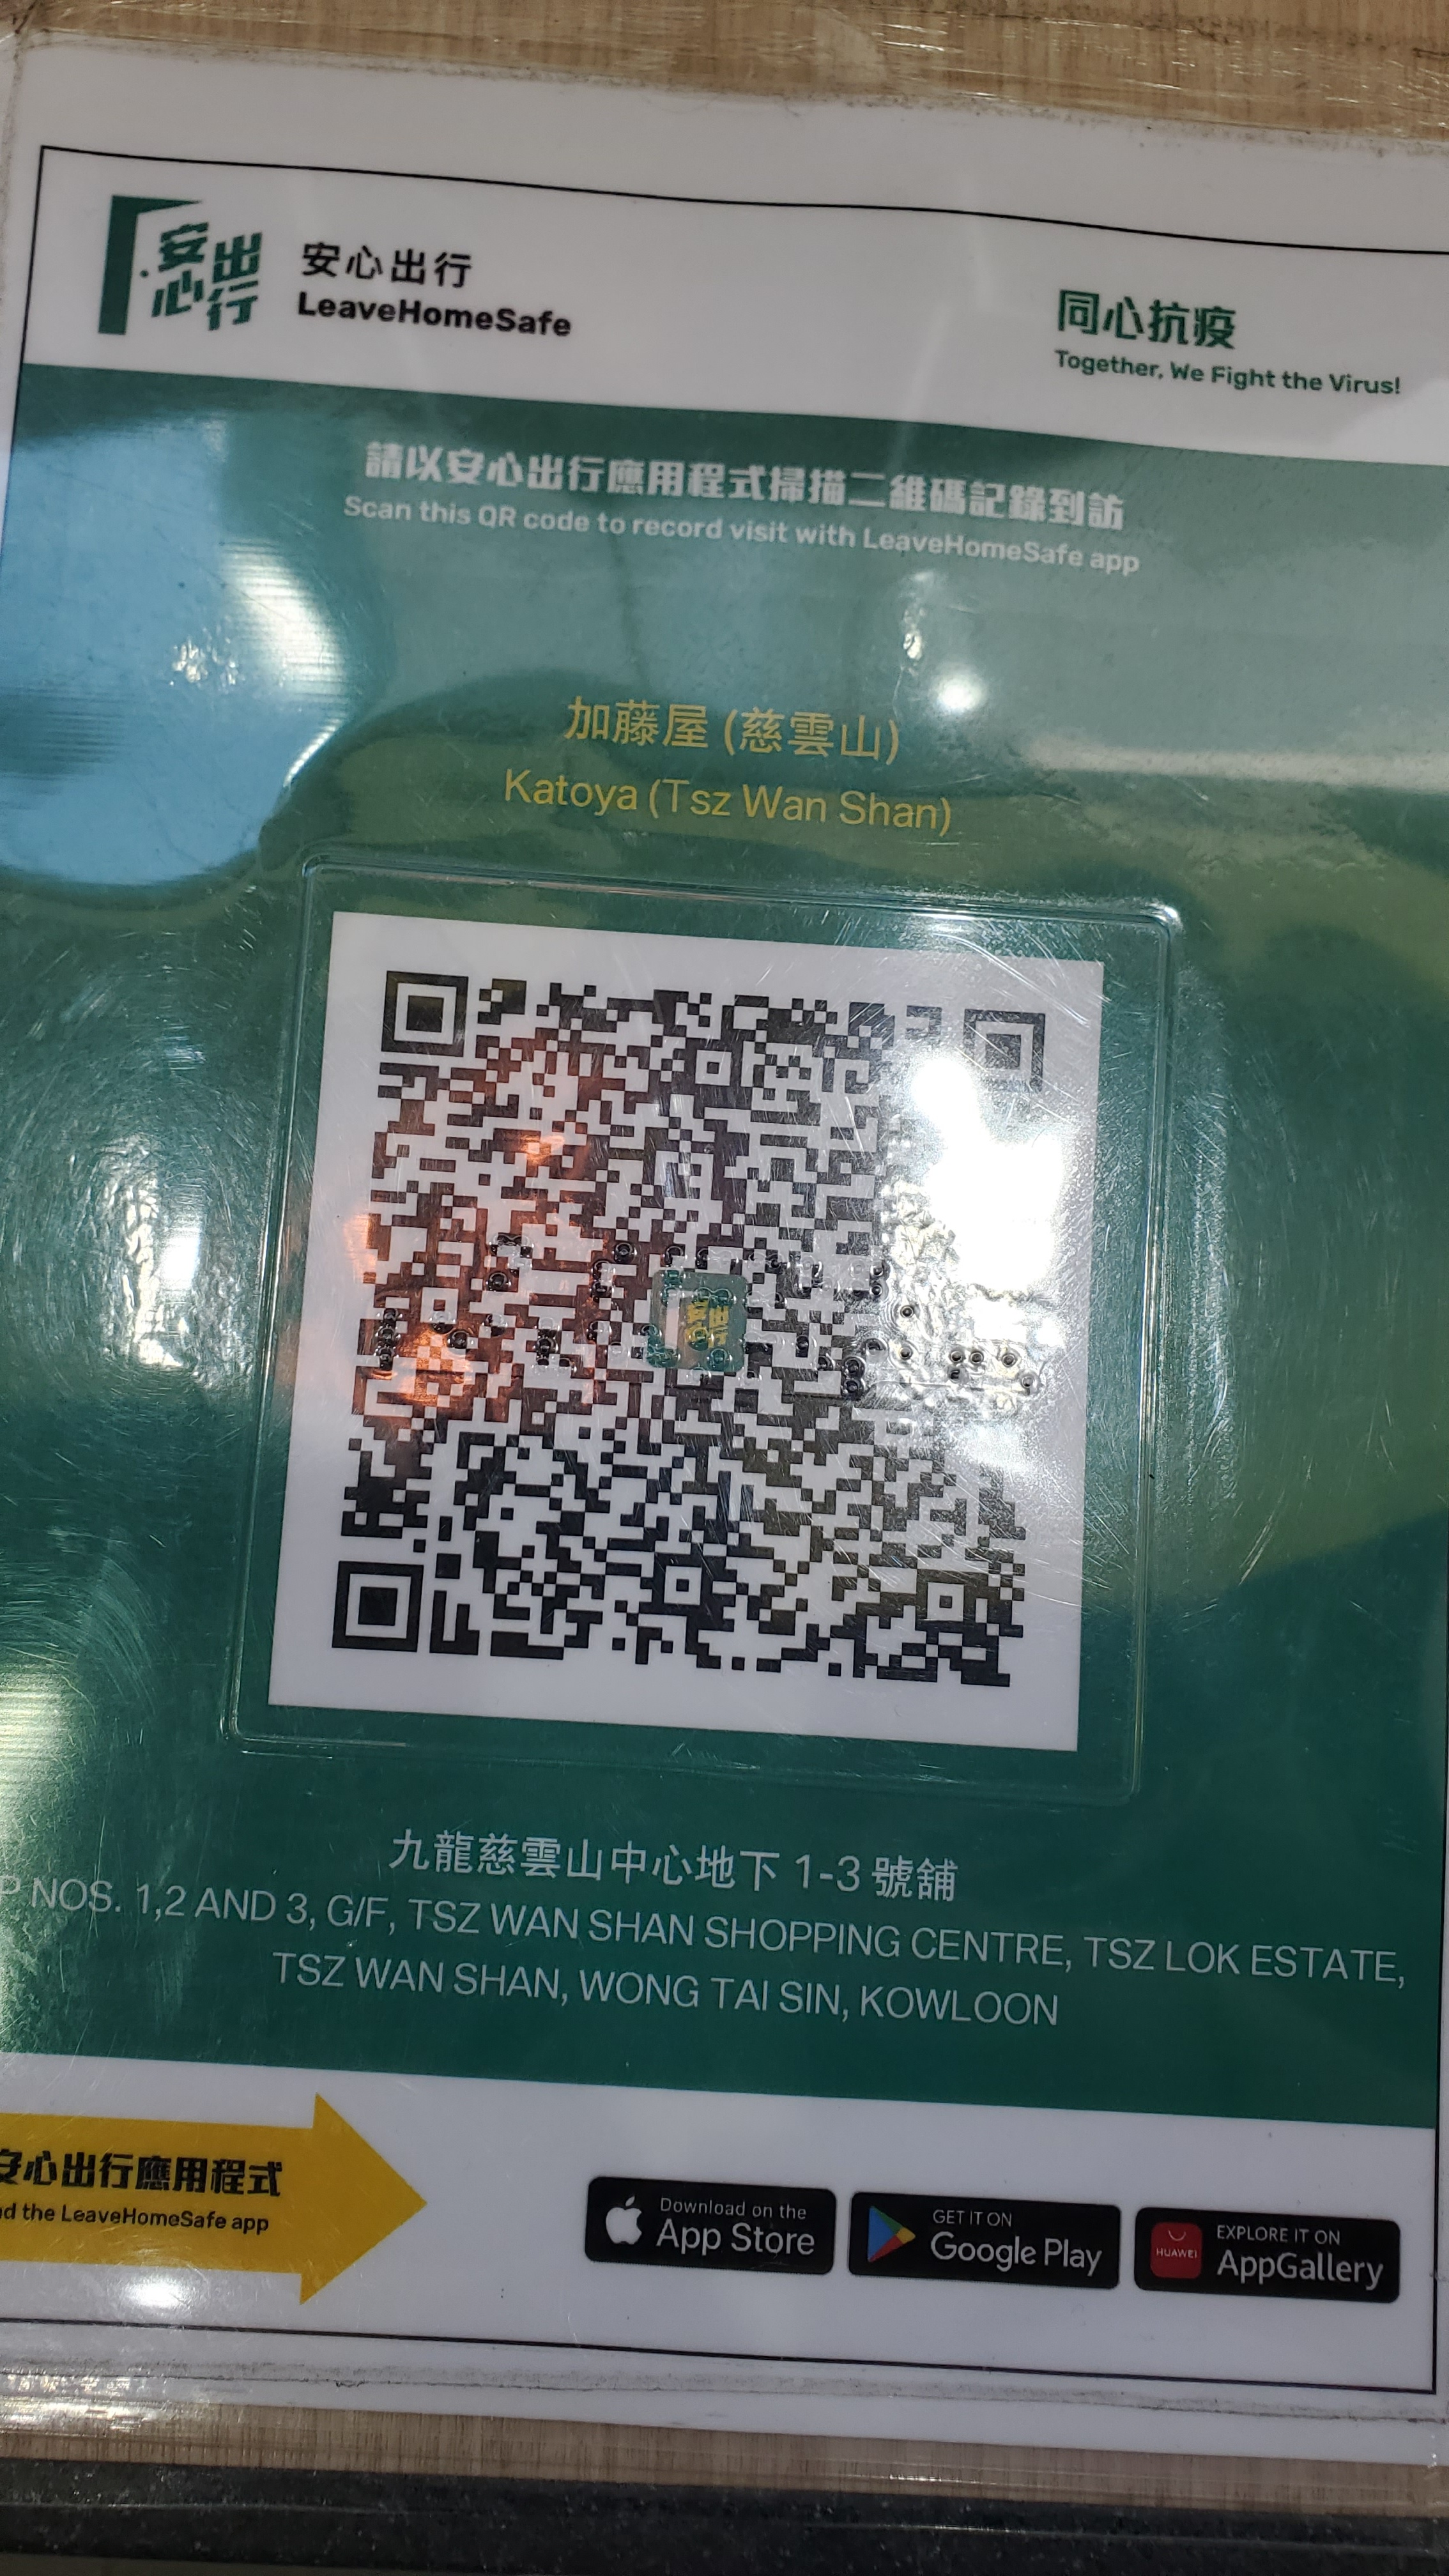 安心出行
安心出行
LeaveHomeSafe
同心抗疫
Together, We Fight the Virus!
請以安心出行應用程式掃描二維碼記錄到訪
Scan this QR code to record visit with LeaveHomeSafe app
加藤屋 (慈雲山)
Katoya (Tsz Wan Shan)
安心出行
九龍慈雲山中心地下 1-3 號舖
P NOS. 1,2 AND 3, G/F, TSZ WAN SHAN SHOPPING CENTRE, TSZ LOK ESTATE,
TSZ WAN SHAN, WONG TAI SIN, KOWLOON
安心出行應用程式
d the LeaveHomeSafe app
Download on the
App Store
GET IT ON
Google Play
HUAWEI
EXPLORE IT ON
AppGallery